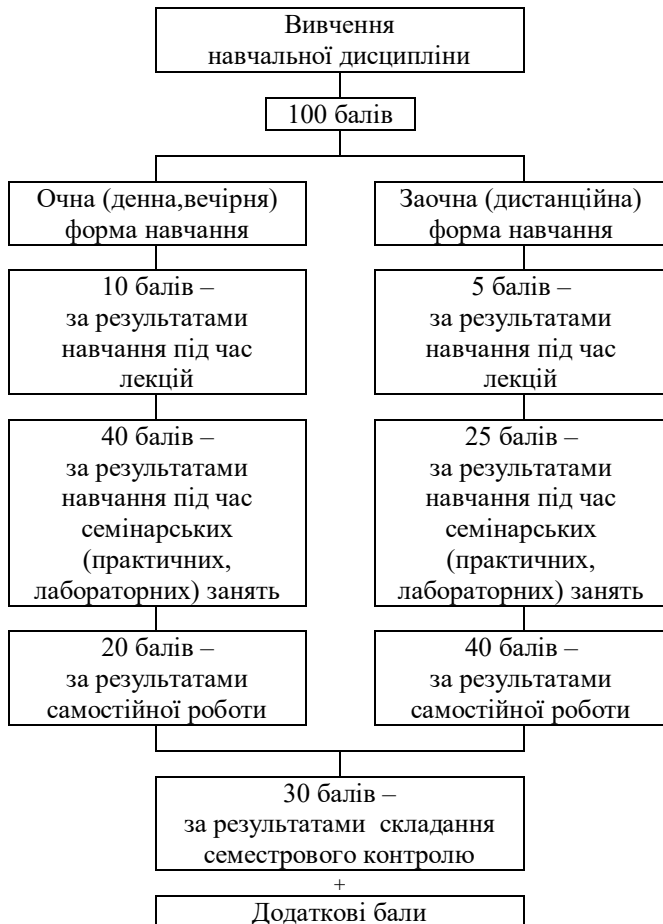 Вивчення
навчальної дисципліни
100 балів
Очна (денна,вечірня)
форма навчання
Заочна (дистанційна)
форма навчання
10 балів –
за результатами
навчання під час
лекцій
5 балів –
за результатами
навчання під час
лекцій
40 балів –
за результатами
навчання під час
семінарських
(практичних,
лабораторних) занять
25 балів –
за результатами
навчання під час
семінарських
(практичних,
лабораторних) занять
20 балів –
за результатами
самостійної роботи
40 балів –
за результатами
самостійної роботи
30 балів –
за результатами складання
семестрового контролю
+
Додаткові бали